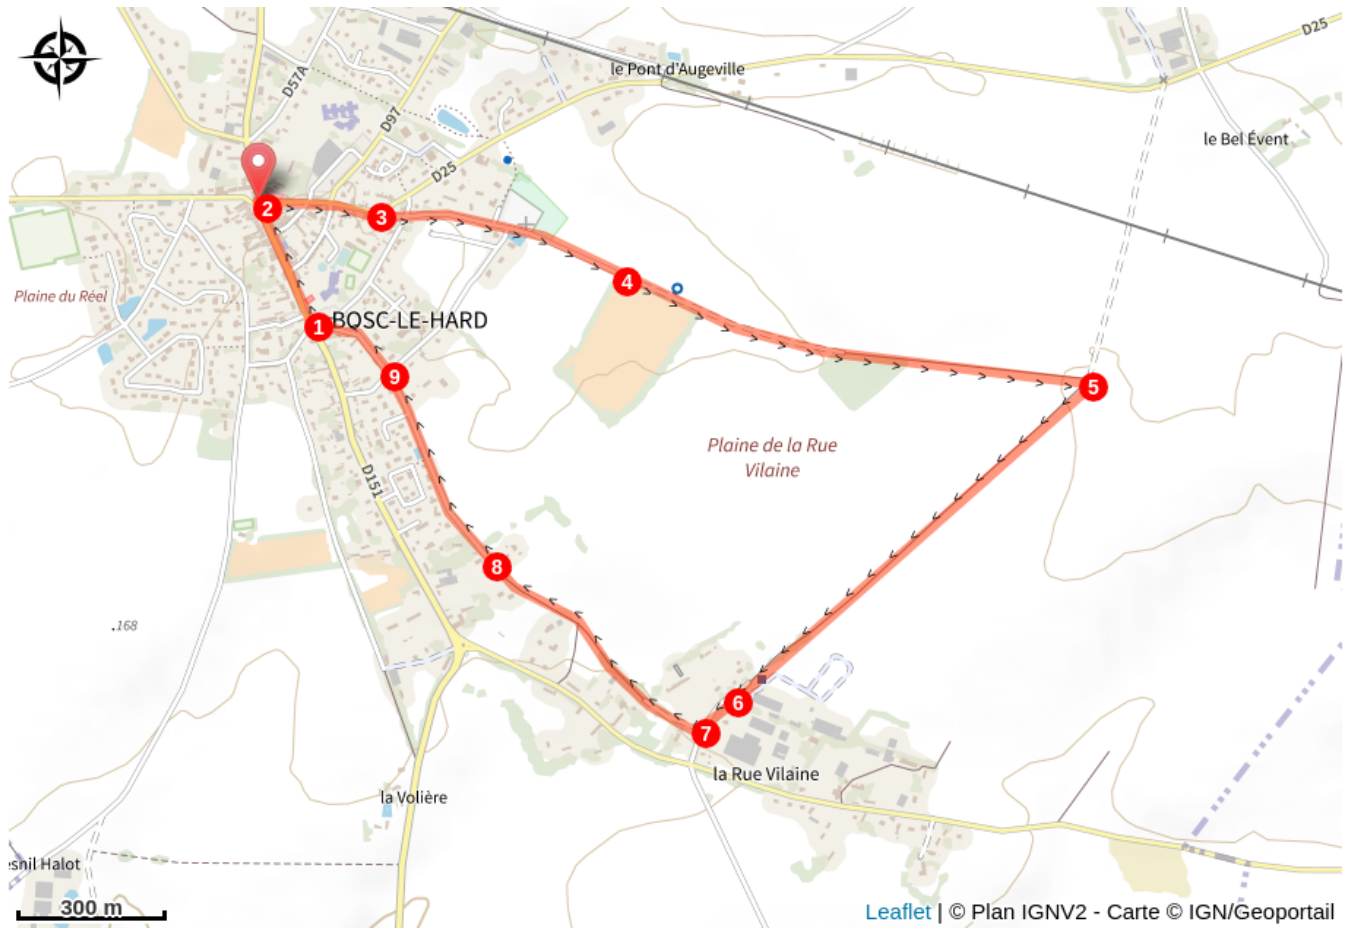 D25
le Pont d'Augeville
D57A
D97
le Bel Évent
D25
2
3
4
Plaine du Réel
1
BOSC-LE-HARD
9
5
Plaine de la Rue
Vilaine
D151
8
.168
6
7
la Rue Vilaine
la Volière
esnil Halot
300 m
Leaflet | © Plan IGNV2 - Carte © IGN/Geoportail